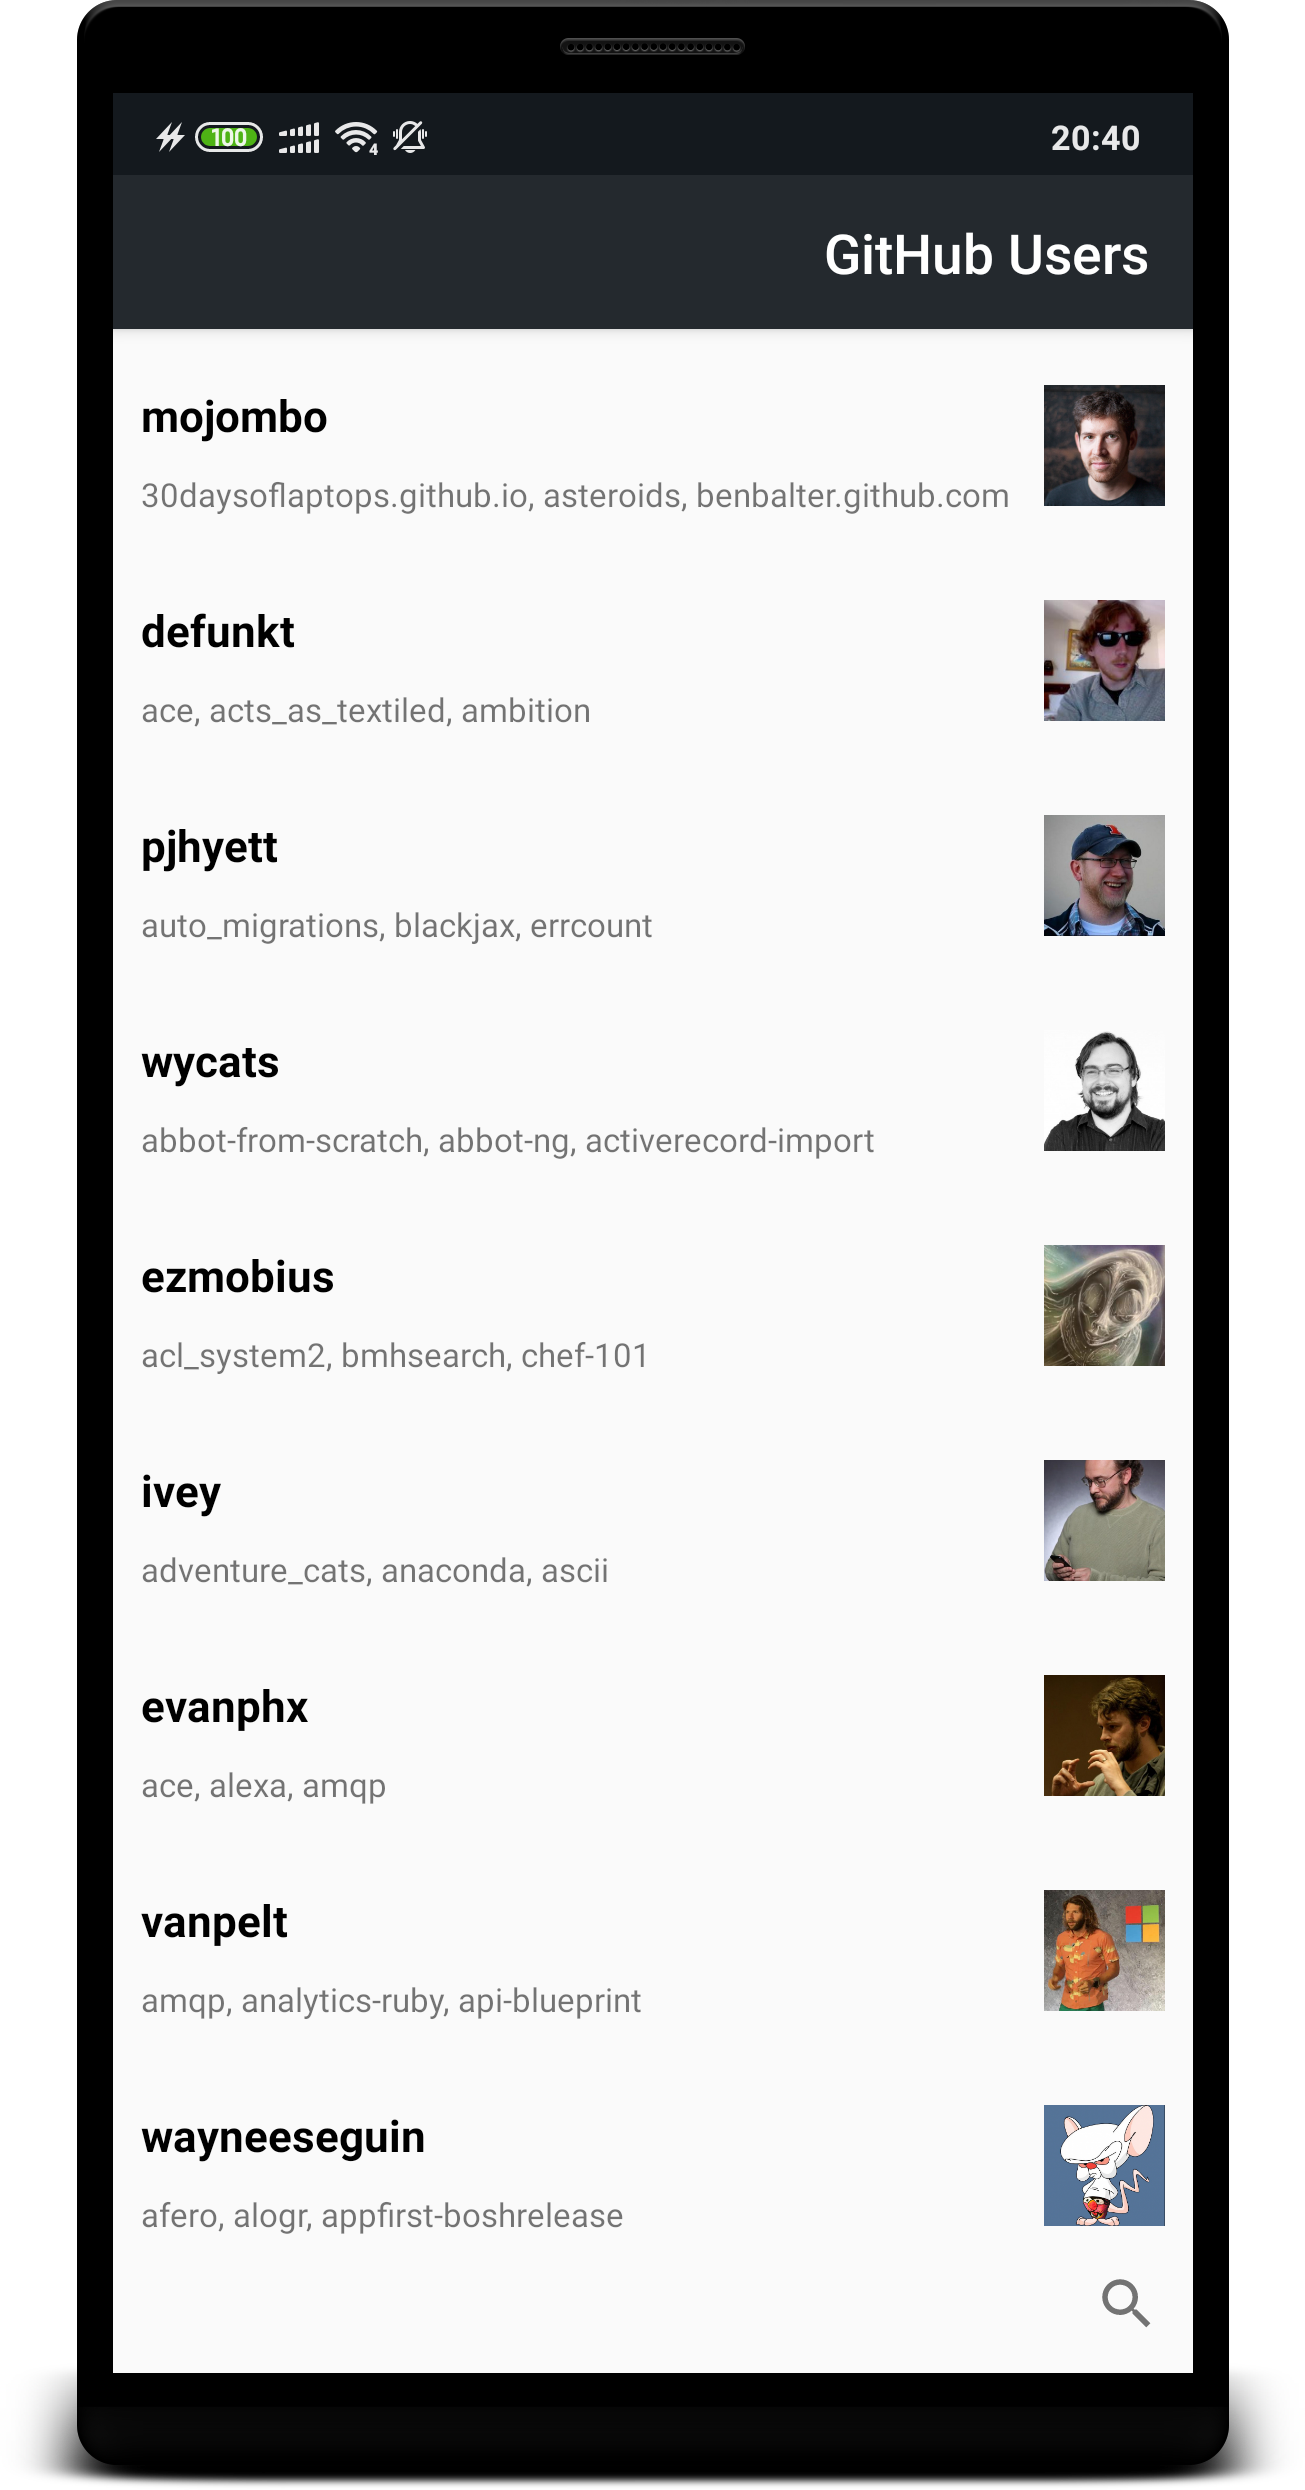 100 4 20:40
GitHub Users
mojombo
30daysoflaptops.github.io, asteroids, benbalter.github.com
defunkt
ace, acts_as_textiled, ambition
pjhyett
auto_migrations, blackjax, errcount
wycats
abbot-from-scratch, abbot-ng, activerecord-import
ezmobius
acl_system2, bmhsearch, chef-101
ivey
adventure_cats, anaconda, ascii
evanphx
ace, alexa, amqp
vanpelt
amqp, analytics-ruby, api-blueprint
wayneeseguin
afero, alogr, appfirst-boshrelease